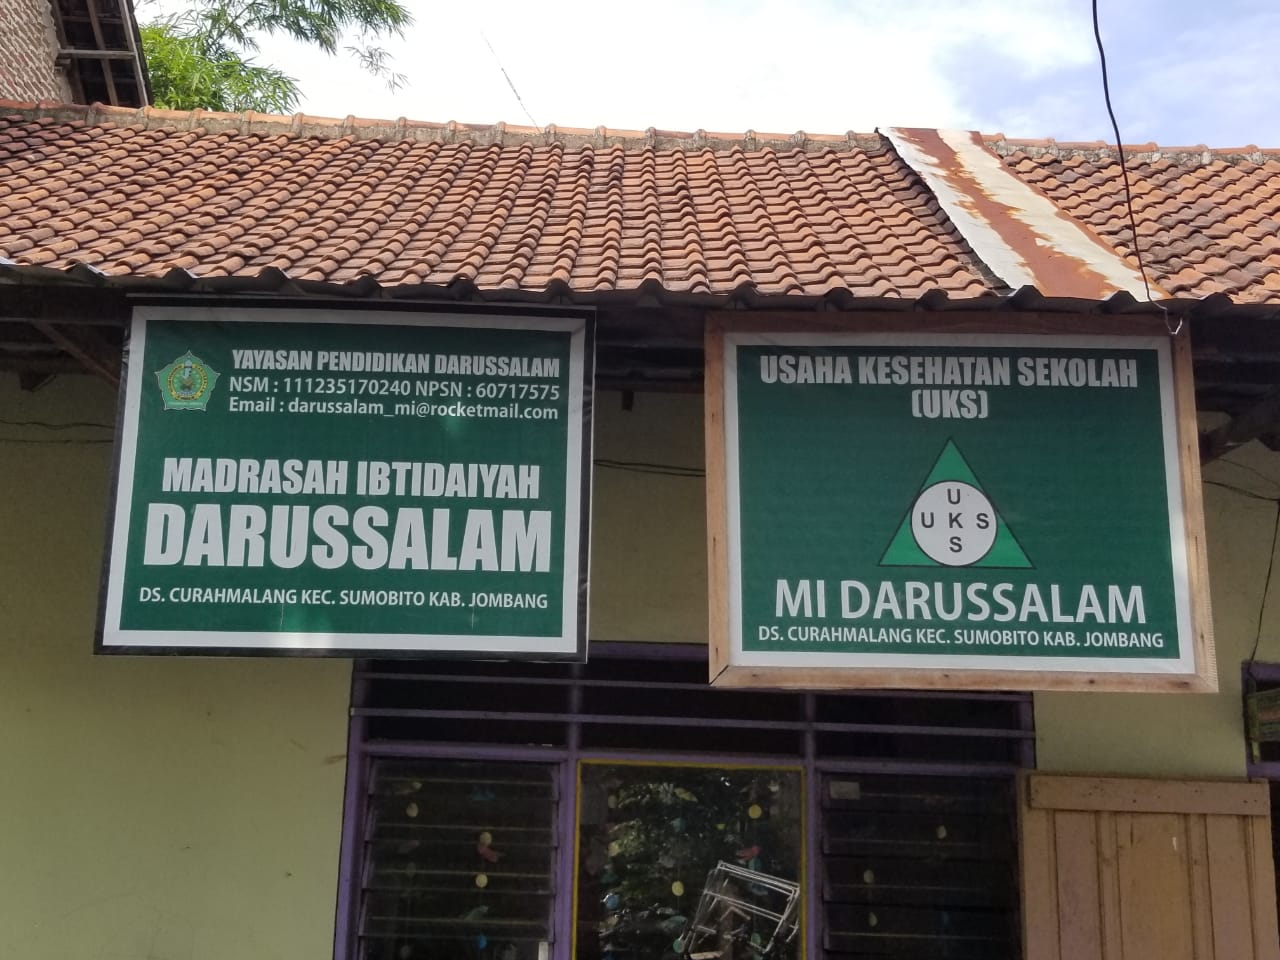 YAYASAN PENDIDIKAN DARUSSALAM
NSM : 111235170240 NPSN : 60717575
Email : darussalam_mi@rocketmail.com
MADRASAH IBTIDAIYAH
DARUSSALAM
DS. CURAHMALANG KEC. SUMOBITO KAB. JOMBANG
USAHA KESEHATAN SEKOLAH
(UKS)
U
U K S
S
MI DARUSSALAM
DS. CURAHMALANG KEC. SUMOBITO KAB. JOMBANG